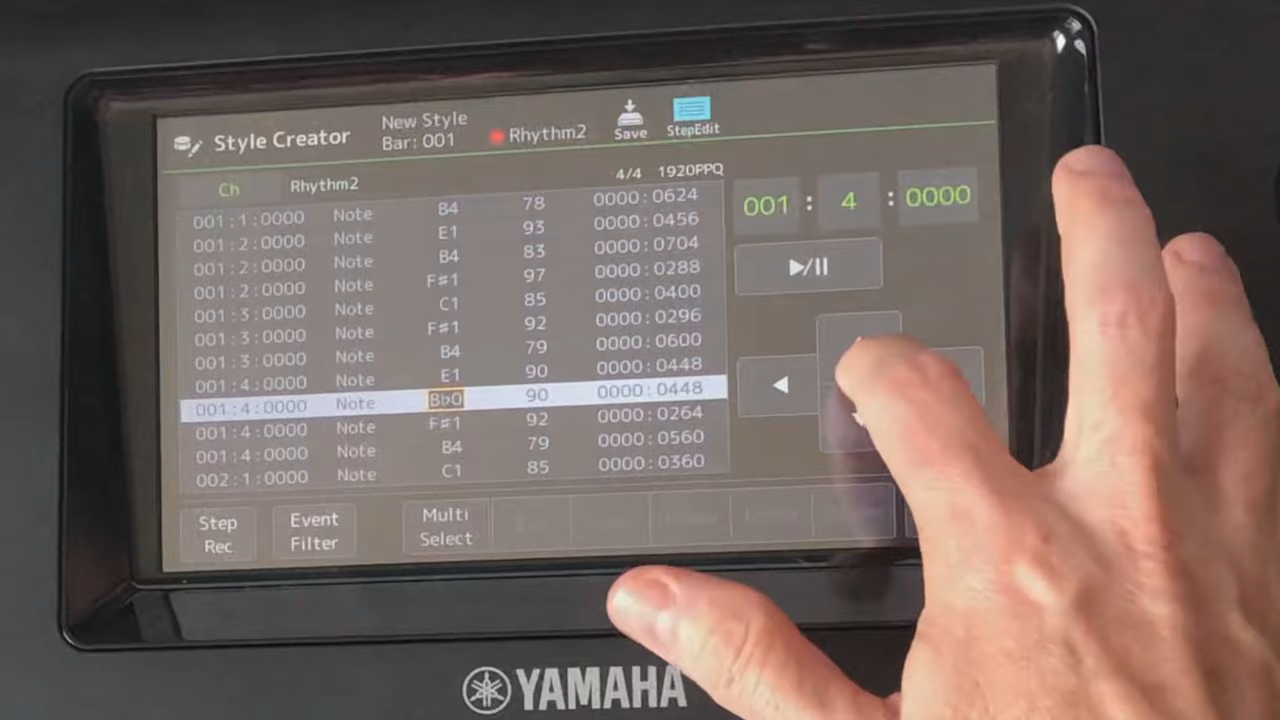 Style Creator
New Style
Bar: 001
Rhythm2
Save
StepEdit
Ch
Rhythm2
4/4 1920PPQ
001:1:0000 Note B4 78 0000:0624
001:2:0000 Note E1 93 0000:0456
001:2:0000 Note B4 83 0000:0704
001:2:0000 Note F#1 97 0000:0288
001:3:0000 Note C1 85 0000:0400
001:3:0000 Note F#1 92 0000:0296
001:3:0000 Note B4 79 0000:0600
001:4:0000 Note E1 90 0000:0448
001:4:0000 Note B♭0 90 0000:0448
001:4:0000 Note F#1 92 0000:0264
001:4:0000 Note B4 79 0000:0560
002:1:0000 Note C1 85 0000:0360
001 : 4 : 0000
Step
Rec
Event
Filter
Multi
Select
YAMAHA